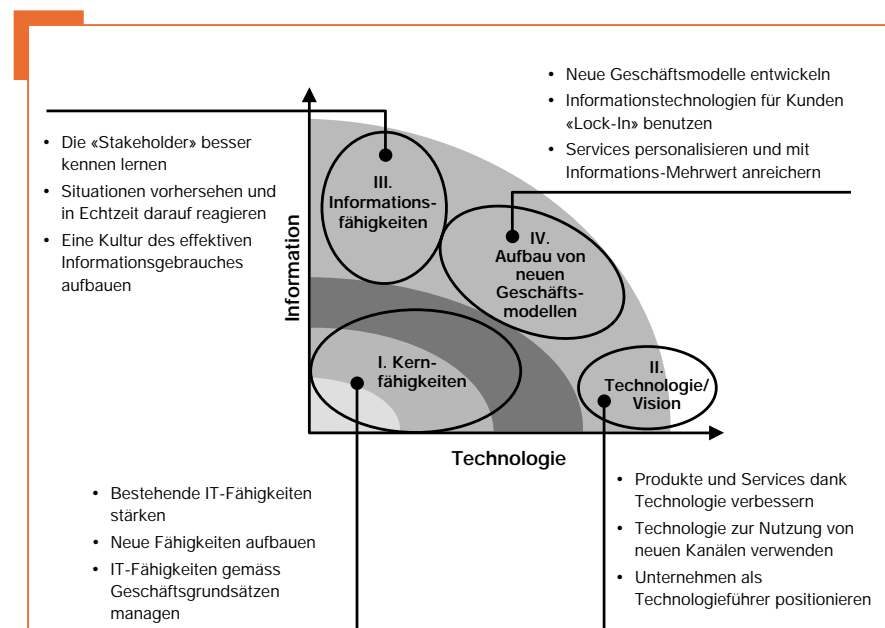 • Neue Geschäftsmodelle entwickeln
• Informationstechnologien für Kunden
«Lock-In» benutzen
• Services personalisieren und mit
Informations-Mehrwert anreichern
• Die «Stakeholder» besser
kennen lernen
• Situationen vorhersehen und
in Echtzeit darauf reagieren
• Eine Kultur des effektiven
Informationsgebrauches
aufbauen
Information
III.
Informations-
fähigkeiten
IV.
Aufbau von
neuen
Geschäfts-
modellen
I. Kern-
fähigkeiten
II.
Technologie/
Vision
Technologie
• Bestehende IT-Fähigkeiten
stärken
• Neue Fähigkeiten aufbauen
• IT-Fähigkeiten gemäss
Geschäftsgrundsätzen
managen
• Produkte und Services dank
Technologie verbessern
• Technologie zur Nutzung von
neuen Kanälen verwenden
• Unternehmen als
Technologieführer positionieren